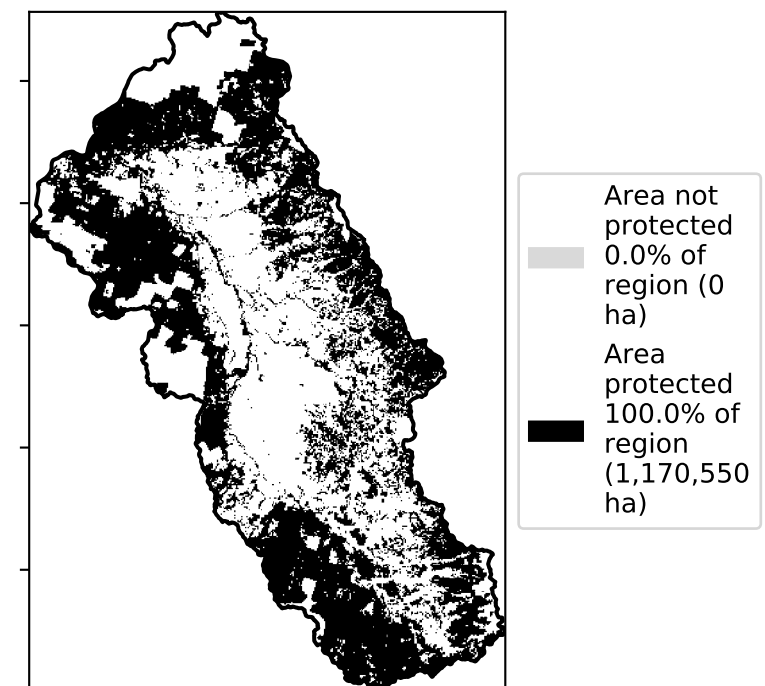 Area not
protected
0.0% of
region (0
ha)
Area
protected
100.0% of
region
(1,170,550
ha)